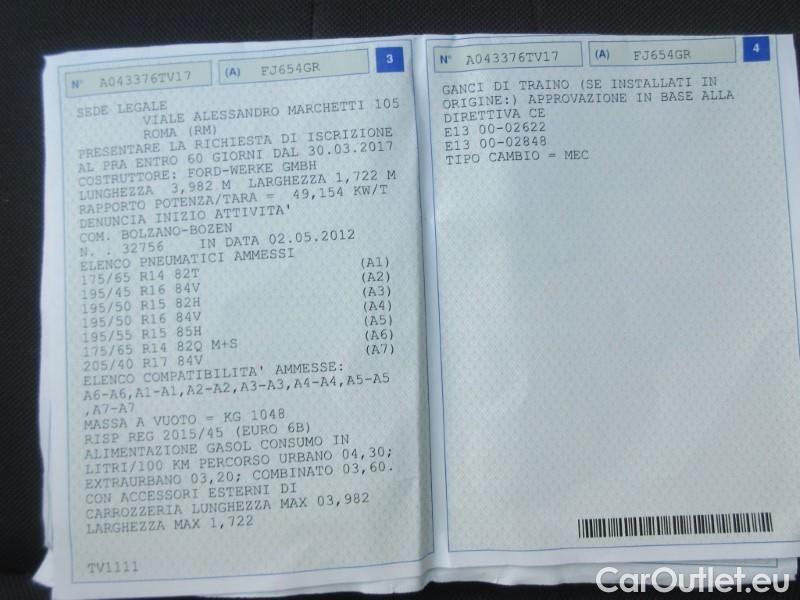 N° A043376TV17 (A) FJ654GR 3
SEDE LEGALE
VIALE ALESSANDRO MARCHETTI 105
ROMA (RM)
PRESENTARE LA RICHIESTA DI ISCRIZIONE
AL PRA ENTRO 60 GIORNI DAL 30.03.2017
COSTRUTTORE: FORD-WERKE GMBH
LUNGHEZZA 3,982 M LARGHEZZA 1,722 M
RAPPORTO POTENZA/TARA = 49,154 KW/T
DENUNCIA INIZIO ATTIVITA'
COM. BOLZANO-BOZEN
N. . 32756 IN DATA 02.05.2012
ELENCO PNEUMATICI AMMESSI
175/65 R14 82T (A1)
195/45 R16 84V (A2)
195/50 R15 82H (A3)
195/50 R16 84V (A4)
195/55 R15 85H (A5)
175/65 R14 82Q M+S (A6)
205/40 R17 84V (A7)
ELENCO COMPATIBILITA' AMMESSE:
A6-A6,A1-A1,A2-A2,A3-A3,A4-A4,A5-A5
,A7-A7
MASSA A VUOTO = KG 1048
RISP REG 2015/45 (EURO 6B)
ALIMENTAZIONE GASOL CONSUMO IN
LITRI/100 KM PERCORSO URBANO 04,30;
EXTRAURBANO 03,20; COMBINATO 03,60.
CON ACCESSORI ESTERNI DI
CARROZZERIA LUNGHEZZA MAX 03,982
LARGHEZZA MAX 1,722
TV1111
N° A043376TV17 (A) FJ654GR 4
GANCI DI TRAINO (SE INSTALLATI IN
ORIGINE:) APPROVAZIONE IN BASE ALLA
DIRETTIVA CE
E13 00-02622
E13 00-02848
TIPO CAMBIO = MEC
CarOutlet.eu